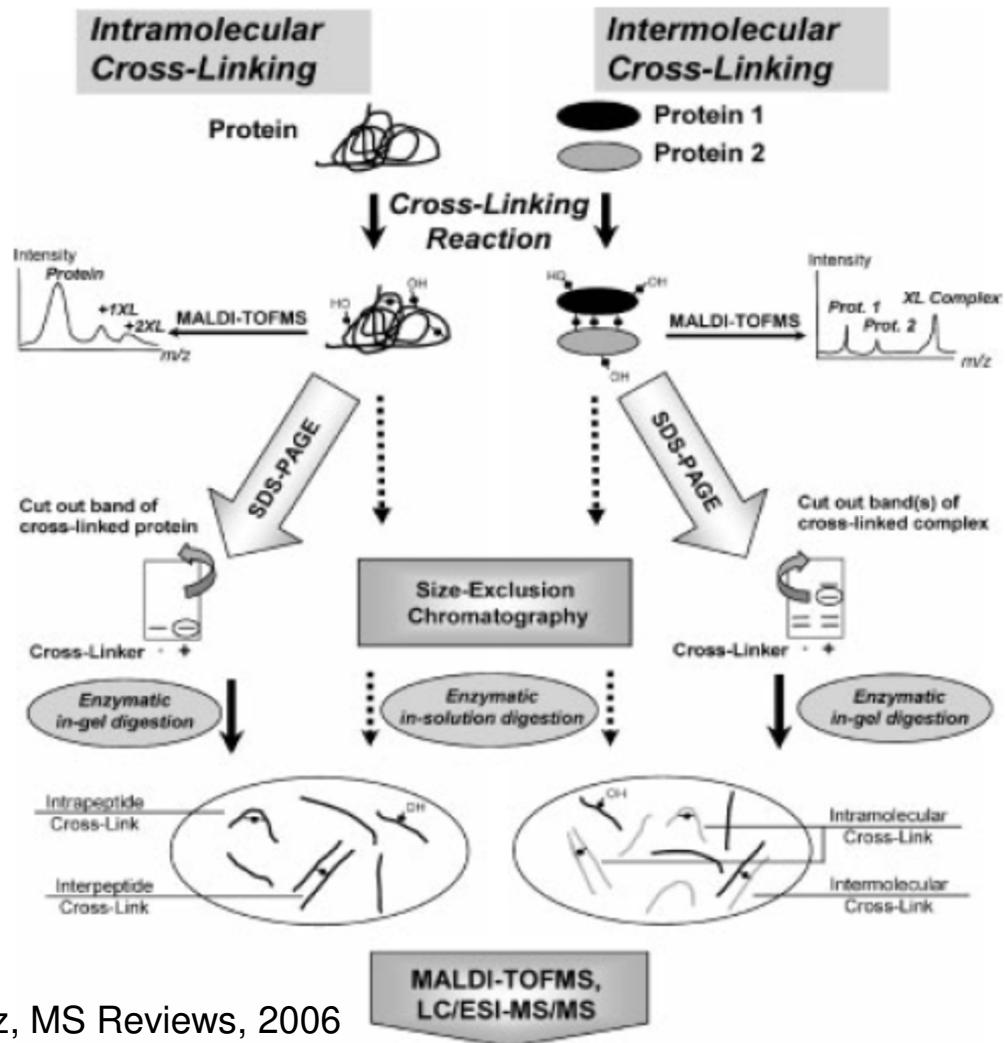 Intramolecular
Cross-Linking
Intermolecular
Cross-Linking
Protein
Protein 1
Protein 2
Cross-Linking
Reaction
Intensity
Protein
+1XL
+2XL
m/z
MALDI-TOFMS
HO
OH
HO
OH
OH
MALDI-TOFMS
Intensity
Prot. 1
Prot. 2
XL Complex
m/z
SDS-PAGE
SDS-PAGE
Cut out band of
cross-linked protein
Cut out band(s) of
cross-linked complex
Size-Exclusion
Chromatography
Cross-Linker - +
Cross-Linker - +
Enzymatic
in-gel digestion
Enzymatic
in-solution digestion
Enzymatic
in-gel digestion
Intrapeptide
Cross-Link
Interpeptide
Cross-Link
OH
OH
Intramolecular
Cross-Link
Intermolecular
Cross-Link
MALDI-TOFMS,
LC/ESI-MS/MS
z, MS Reviews, 2006